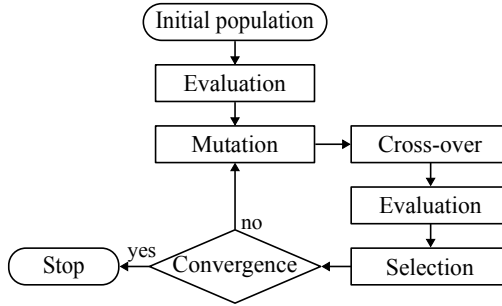 Initial population
Evaluation
Mutation
Cross-over
Evaluation
Selection
Convergence
no
yes
Stop